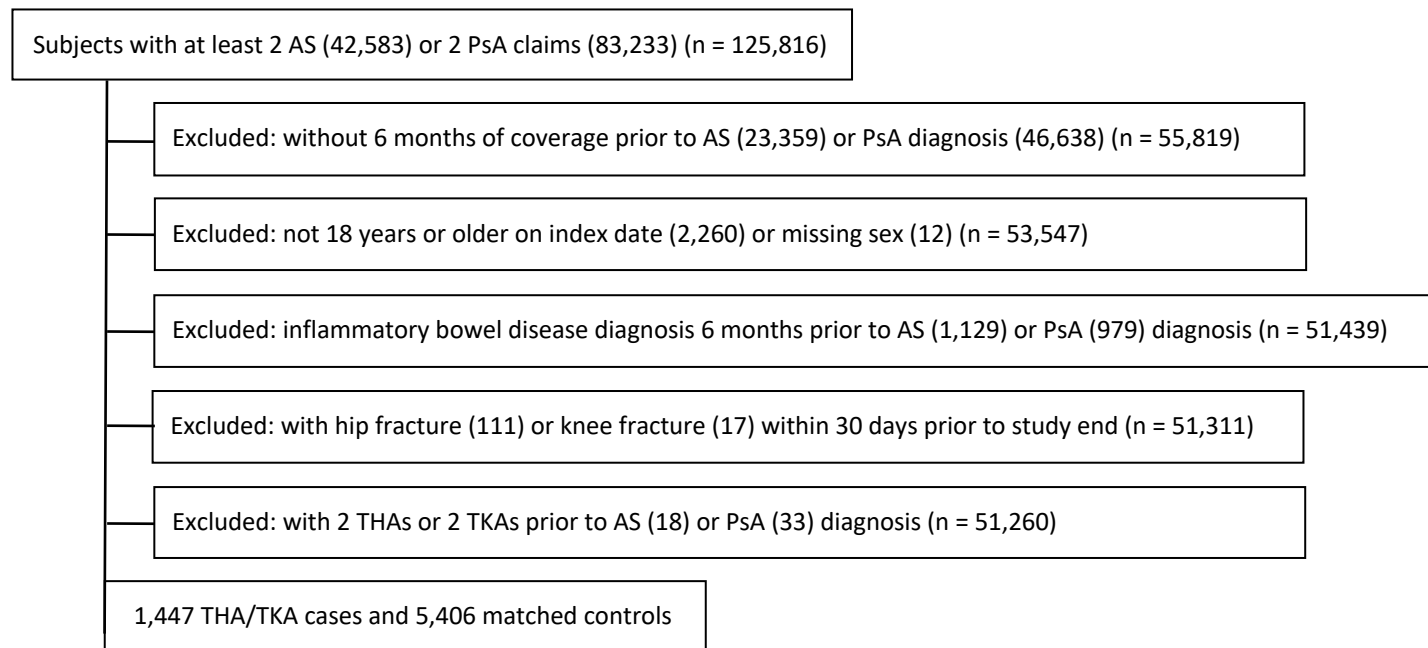 Subjects with at least 2 AS (42,583) or 2 PsA claims (83,233) (n = 125,816)
Excluded: without 6 months of coverage prior to AS (23,359) or PsA diagnosis (46,638) (n = 55,819)
Excluded: not 18 years or older on index date (2,260) or missing sex (12) (n = 53,547)
Excluded: inflammatory bowel disease diagnosis 6 months prior to AS (1,129) or PsA (979) diagnosis (n = 51,439)
Excluded: with hip fracture (111) or knee fracture (17) within 30 days prior to study end (n = 51,311)
Excluded: with 2 THAs or 2 TKAs prior to AS (18) or PsA (33) diagnosis (n = 51,260)
1,447 THA/TKA cases and 5,406 matched controls